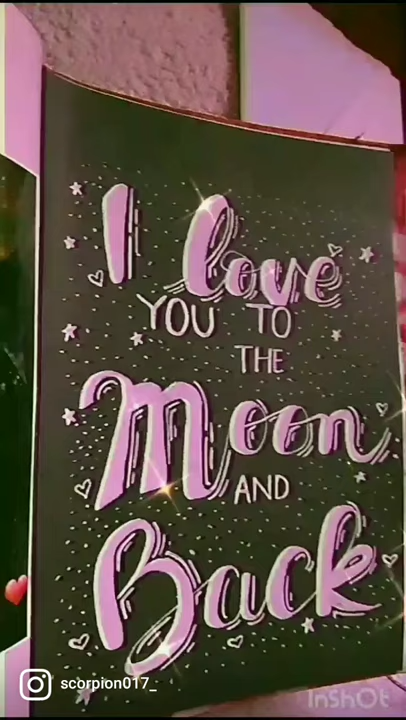 I love
YOU TO
THE
Moon
AND
Back
scorpion017_
InShOt